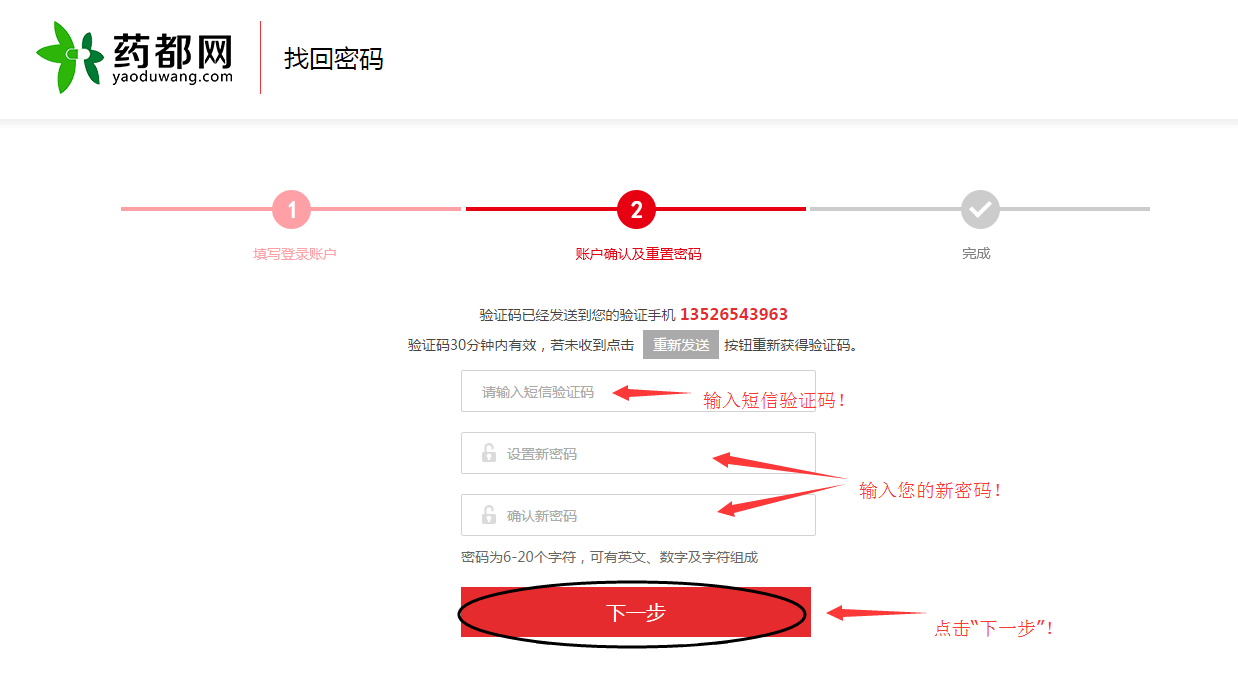 药都网
yaoduwang.com
找回密码
1
2
填写登录账户
账户确认及重置密码
完成
验证码已经发送到您的验证手机 13526543963
验证码30分钟内有效，若未收到点击 重新发送 按钮重新获得验证码。
请输入短信验证码
输入短信验证码！
设置新密码
输入您的新密码！
确认新密码
密码为6-20个字符，可有英文、数字及字符组成
下一步
点击“下一步”！